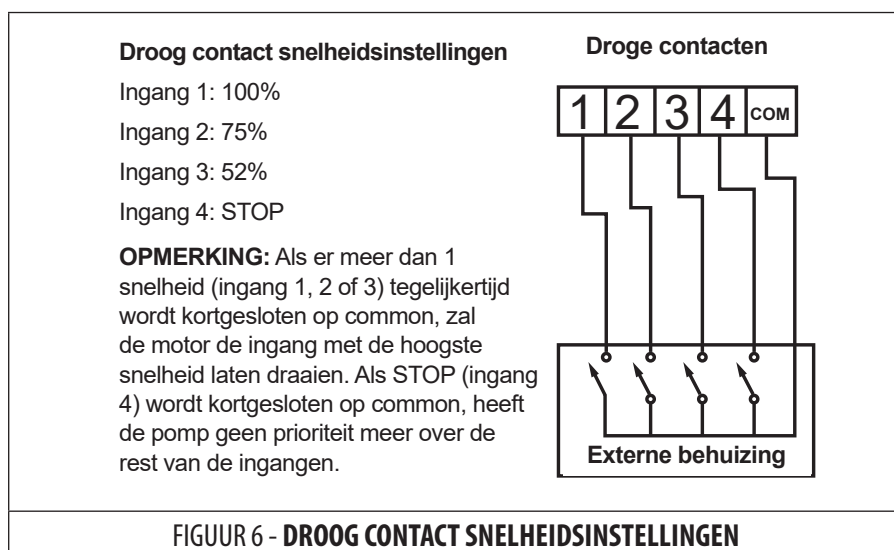 Droog contact snelheidsinstellingen
Ingang 1: 100%
Ingang 2: 75%
Ingang 3: 52%
Ingang 4: STOP
OPMERKING: Als er meer dan 1
snelheid (ingang 1, 2 of 3) tegelijkertijd
wordt kortgesloten op common, zal
de motor de ingang met de hoogste
snelheid laten draaien. Als STOP (ingang
4) wordt kortgesloten op common, heeft
de pomp geen prioriteit meer over de
rest van de ingangen.
Droge contacten
1 2 3 4 COM
Externe behuizing
FIGUUR 6 - DROOG CONTACT SNELHEIDSINSTELLINGEN